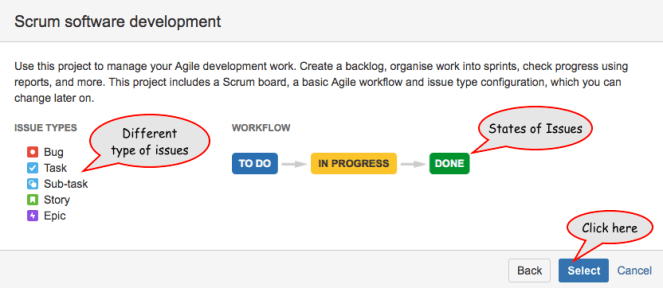 Scrum software development
Use this project to manage your Agile development work. Create a backlog, organise work into sprints, check progress using
reports, and more. This project includes a Scrum board, a basic Agile workflow and issue type configuration, which you can
change later on.
ISSUE TYPES
Different
type of issues
Bug
Task
Sub-task
Story
Epic
WORKFLOW
States of Issues
TO DO
IN PROGRESS
DONE
Click here
Back
Select
Cancel